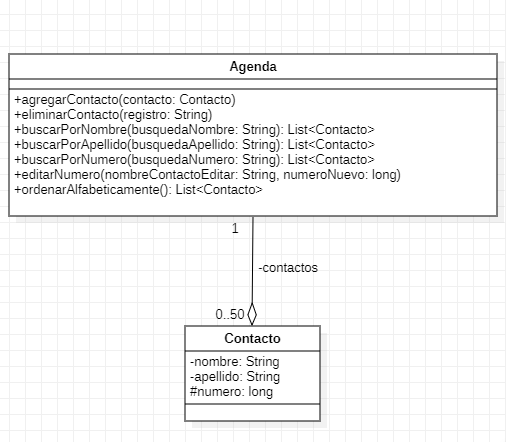 Agenda
+agregarContacto(contacto: Contacto)
+eliminarContacto(registro: String)
+buscarPorNombre(busquedaNombre: String): List<Contacto>
+buscarPorApellido(busquedaApellido: String): List<Contacto>
+buscarPorNumero(busquedaNumero: String): List<Contacto>
+editarNumero(nombreContactoEditar: String, numeroNuevo: long)
+ordenarAlfabeticamente(): List<Contacto>
1
-contactos
0..50
Contacto
-nombre: String
-apellido: String
#numero: long